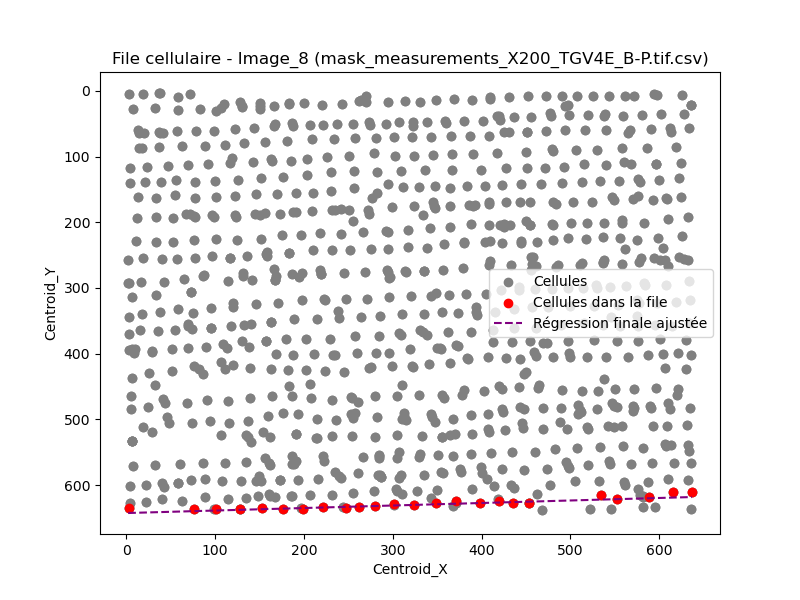 File cellulaire - Image_8 (mask_measurements_X200_TGV4E_B-P.tif.csv)
0
100
200
300
400
500
600
Centroid_Y
Cellules
Cellules dans la file
Régression finale ajustée
0
100
200
300
400
500
600
Centroid_X